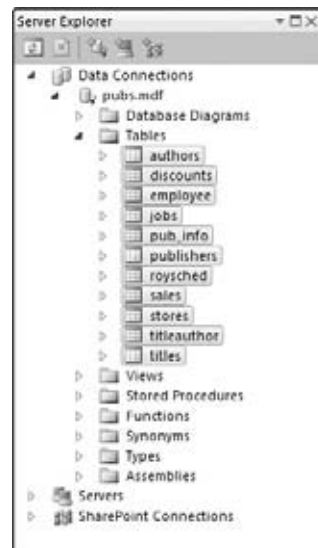 Server Explorer
Data Connections
pubs.mdf
Database Diagrams
Tables
authors
discounts
employee
jobs
pub_info
publishers
roysched
sales
stores
titleauthor
titles
Views
Stored Procedures
Functions
Synonyms
Types
Assemblies
Servers
SharePoint Connections